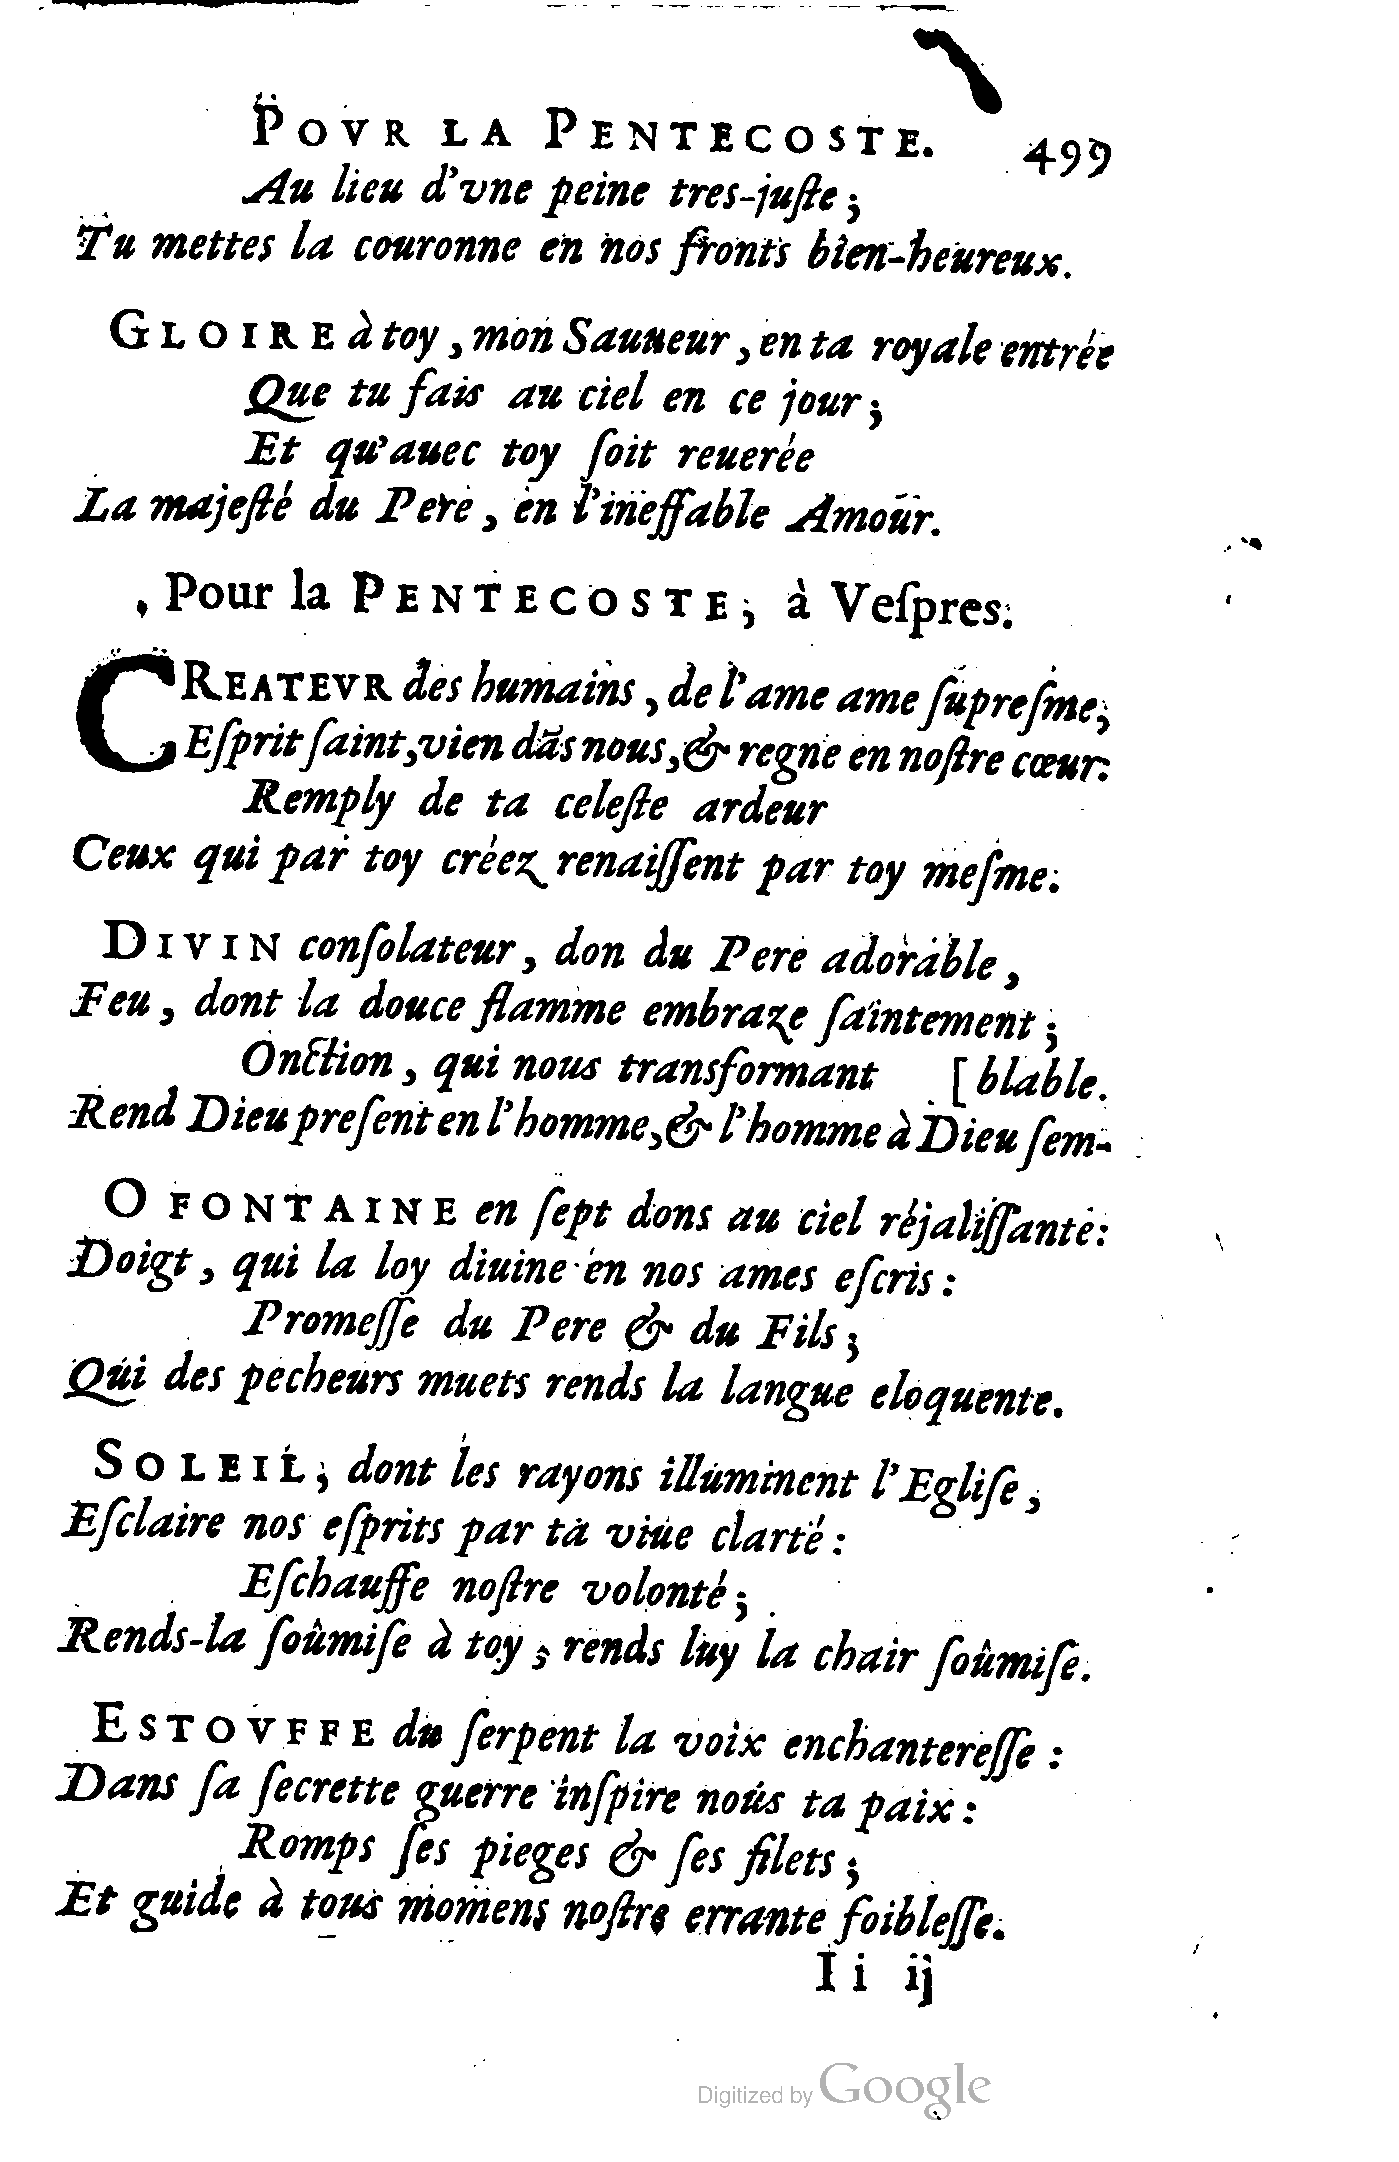 POVR LA PENTECOSTE. 499
Au lieu d'vne peine tres-juſte ;
Tu mettes la couronne en nos fronts bien-heureux.
GLOIRE à toy , mon Sauueur , en ta royale entrée
Que tu fais au ciel en ce jour ;
Et qu'auec toy ſoit reuerée
La majeſté du Pere , en l'ineffable Amour.
Pour la PENTECOSTE, à Veſpres.
CREATEVR des humains , de l'ame ame ſupreſme,
Eſprit ſaint, vien dãs nous, & regne en noſtre cœur:
Remply de ta celeſte ardeur
Ceux qui par toy créez renaiſſent par toy meſme.
DIVIN conſolateur , don du Pere adorable ,
Feu , dont la douce flamme embraze ſaintement ;
Onction , qui nous transformant [ blable.
Rend Dieu preſent en l'homme, & l'homme à Dieu ſem-
O FONTAINE en ſept dons au ciel réjaliſſante:
Doigt , qui la loy diuine en nos ames eſcris :
Promeſſe du Pere & du Fils ;
Qui des pecheurs muets rends la langue eloquente.
SOLEIL, dont les rayons illuminent l'Egliſe ,
Eſclaire nos eſprits par ta viue clarté :
Eſchauffe noſtre volonté ;
Rends-la ſoûmiſe à toy ; rends luy la chair ſoûmiſe.
ESTOVFFE du ſerpent la voix enchantereſſe :
Dans ſa ſecrette guerre inſpire nous ta paix :
Romps ſes pieges & ſes filets ;
Et guide à tous momens noſtre errante foibleſſe.
I i ij
Digitized by Google